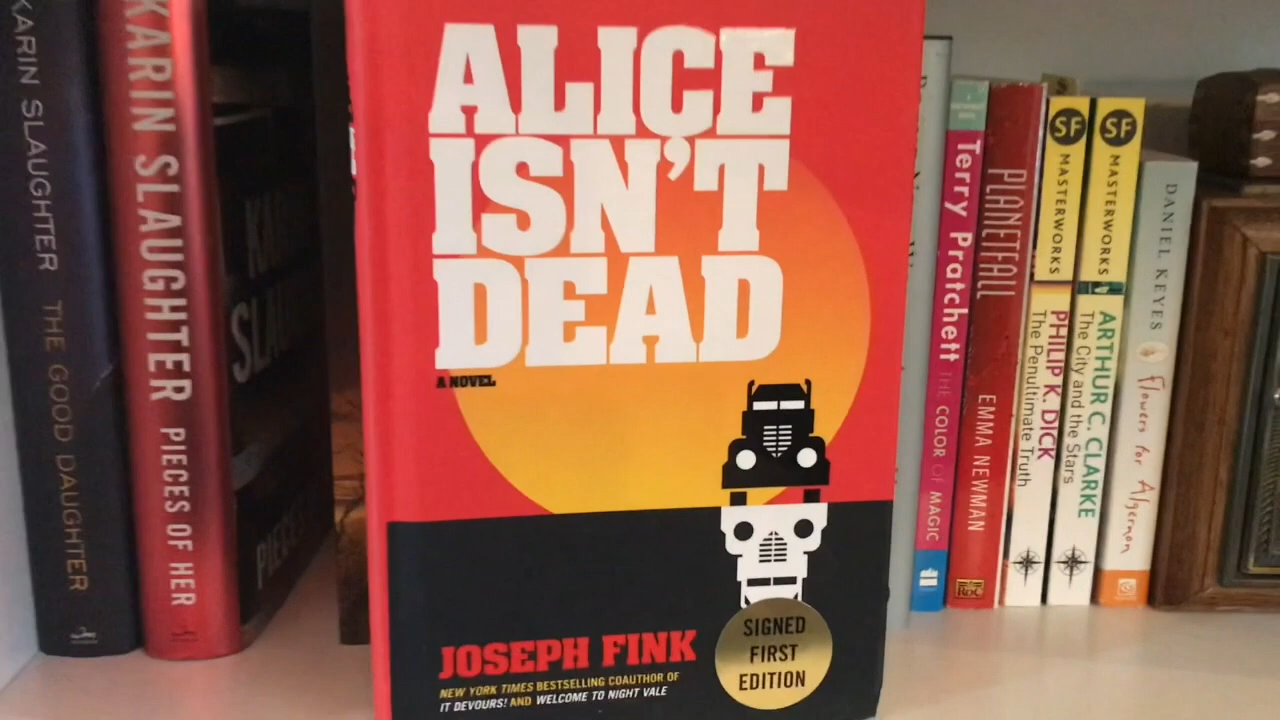 KARIN SLAUGHTER THE GOOD DAUGHTER
KARIN SLAUGHTER PIECES OF HER
ALICE
ISN'T
DEAD
A NOVEL
JOSEPH FINK
NEW YORK TIMES BESTSELLING COAUTHOR OF
IT DEVOURS! AND WELCOME TO NIGHT VALE
SIGNED
FIRST
EDITION
Terry Pratchett THE COLOR OF MAGIC
PLANETFALL EMMA NEWMAN
SF MASTERWORKS
PHILIP K. DICK
The Penultimate Truth
SF MASTERWORKS
ARTHUR C. CLARKE
The City and the Stars
DANIEL KEYES Flowers for Algernon